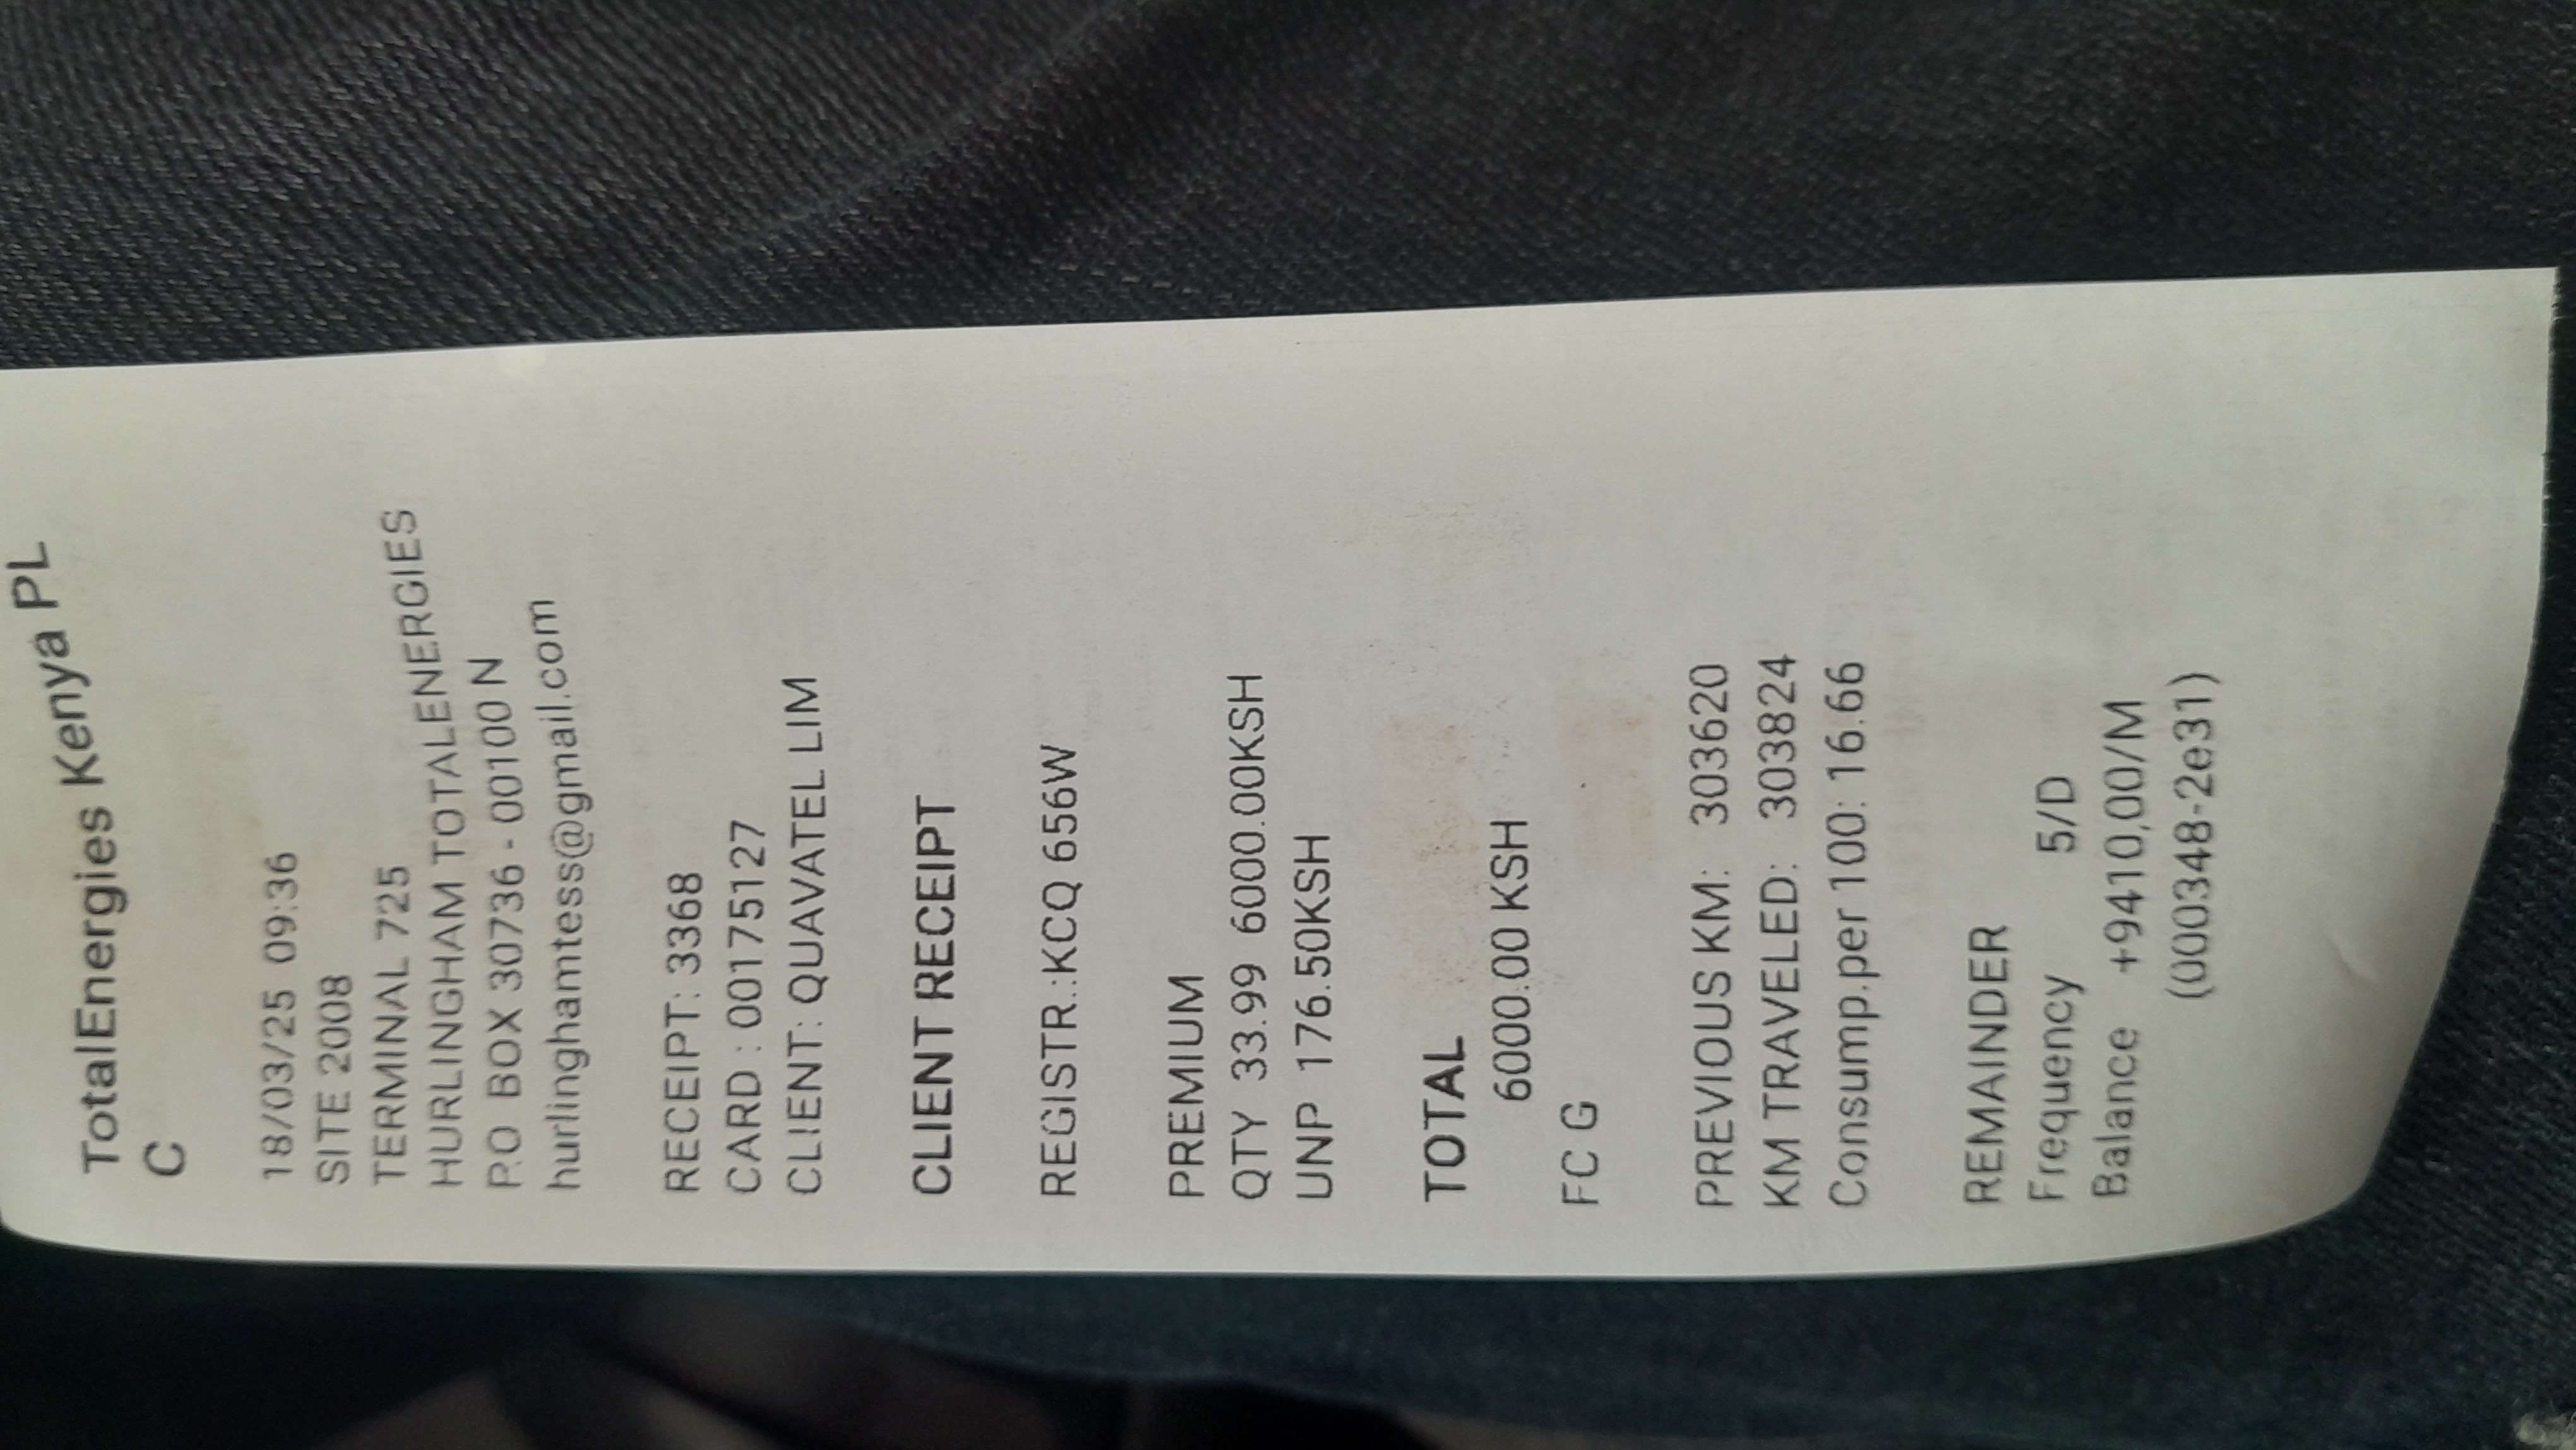 TotalEnergies Kenya PL
C
18/03/25 09:36
SITE 2008
TERMINAL 725
HURLINGHAM TOTALENERGIES
P.O BOX 30736 - 00100 N
hurlinghamtess@gmail.com
RECEIPT: 3368
CARD : 00175127
CLIENT: QUAVATEL LIM
CLIENT RECEIPT
REGISTR.:KCQ 656W
PREMIUM
QTY 33.99 6000.00KSH
UNP 176.50KSH
TOTAL
6000.00 KSH
FC G
PREVIOUS KM: 303620
KM TRAVELED: 303824
Consump.per 100: 16.66
REMAINDER
Frequency 5/D
Balance +9410,00/M
(000348-2e31)